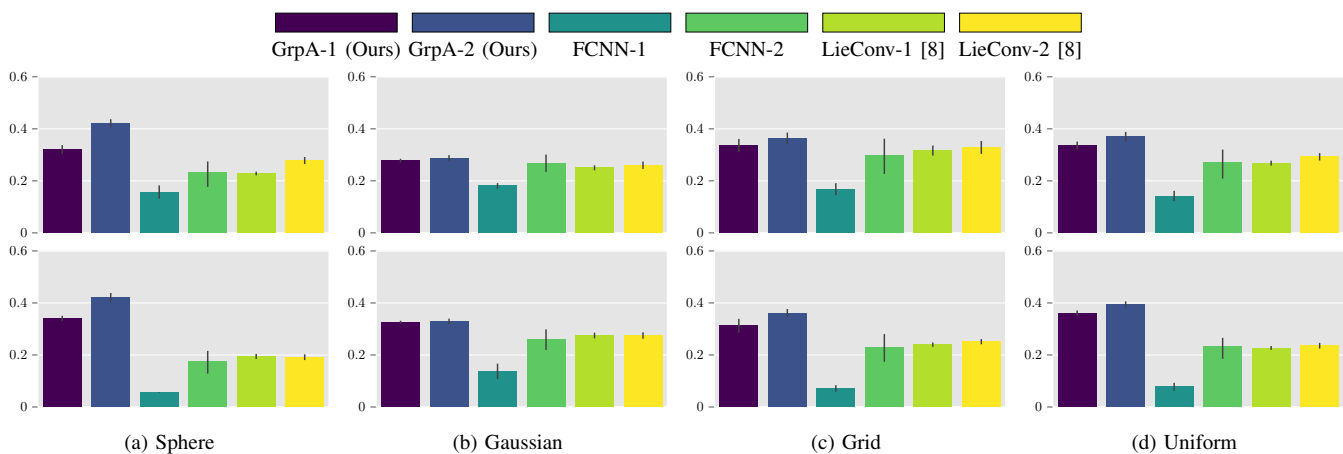 GrpA-1 (Ours) GrpA-2 (Ours) FCNN-1 FCNN-2 LieConv-1 [8] LieConv-2 [8]
0.6 0.6 0.6 0.6
0.4 0.4 0.4 0.4
0.2 0.2 0.2 0.2
0 0 0 0
0.6 0.6 0.6 0.6
0.4 0.4 0.4 0.4
0.2 0.2 0.2 0.2
0 0 0 0
(a) Sphere (b) Gaussian (c) Grid (d) Uniform